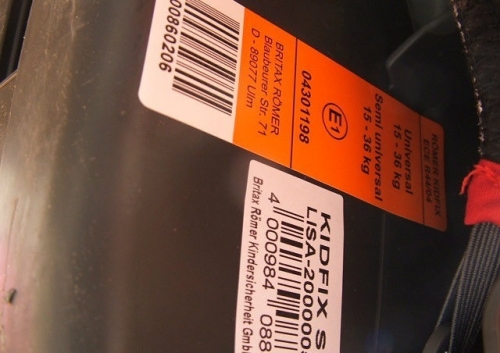 00860206
BRITAX RÖMER
Blaubeurer Str. 71
D - 89077 Ulm
04301198
E1
RÖMER KIDFIX
ECE R44/04
Universal
15 - 36 kg
Semi universal
15 - 36 kg
KIDFIX S
LISA-200000
4 000984 088
Britax Römer Kindersicherheit Gmb